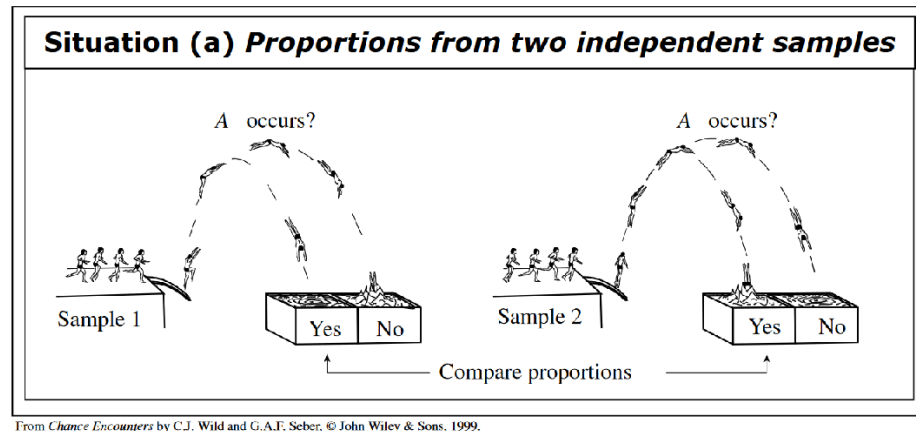 Situation (a) Proportions from two independent samples
A occurs?
A occurs?
Sample 1
Yes
No
Sample 2
Yes
No
Compare proportions
From Chance Encounters by C.J. Wild and G.A.F. Seber, © John Wiley & Sons, 1999.